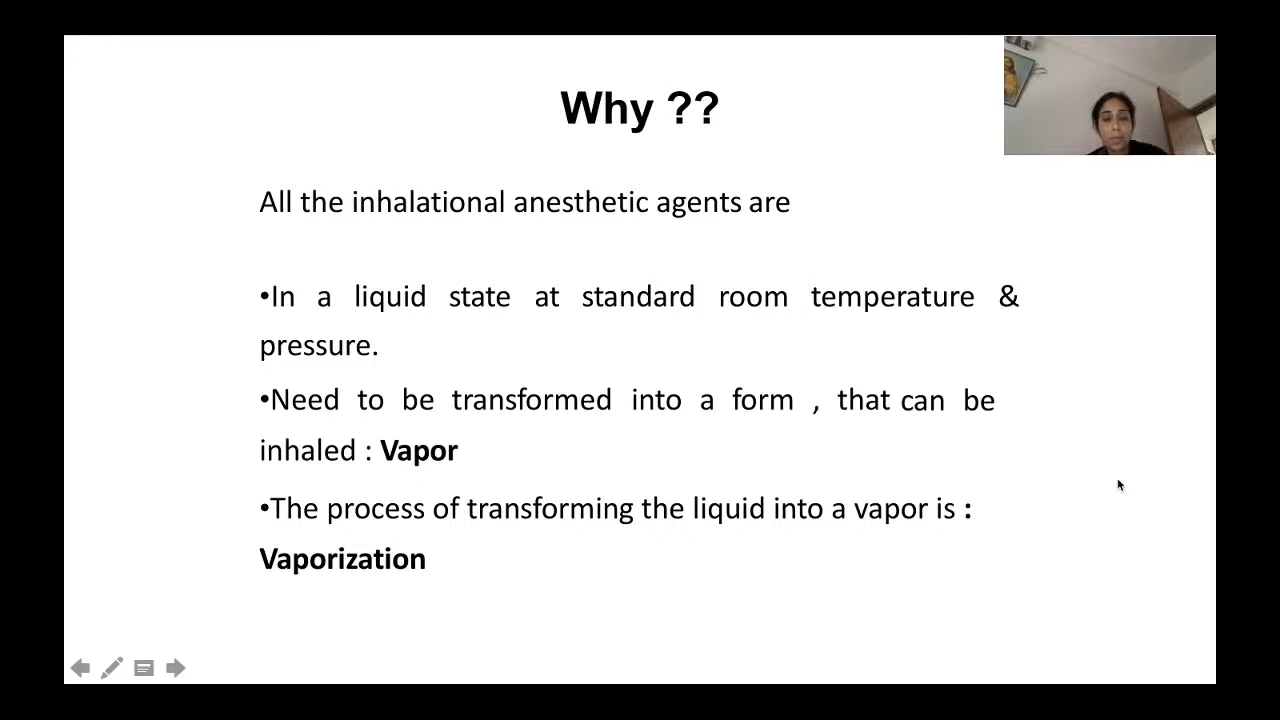 Why ??
All the inhalational anesthetic agents are
•In a liquid state at standard room temperature &
pressure.
•Need to be transformed into a form , that can be
inhaled : Vapor
•The process of transforming the liquid into a vapor is :
Vaporization